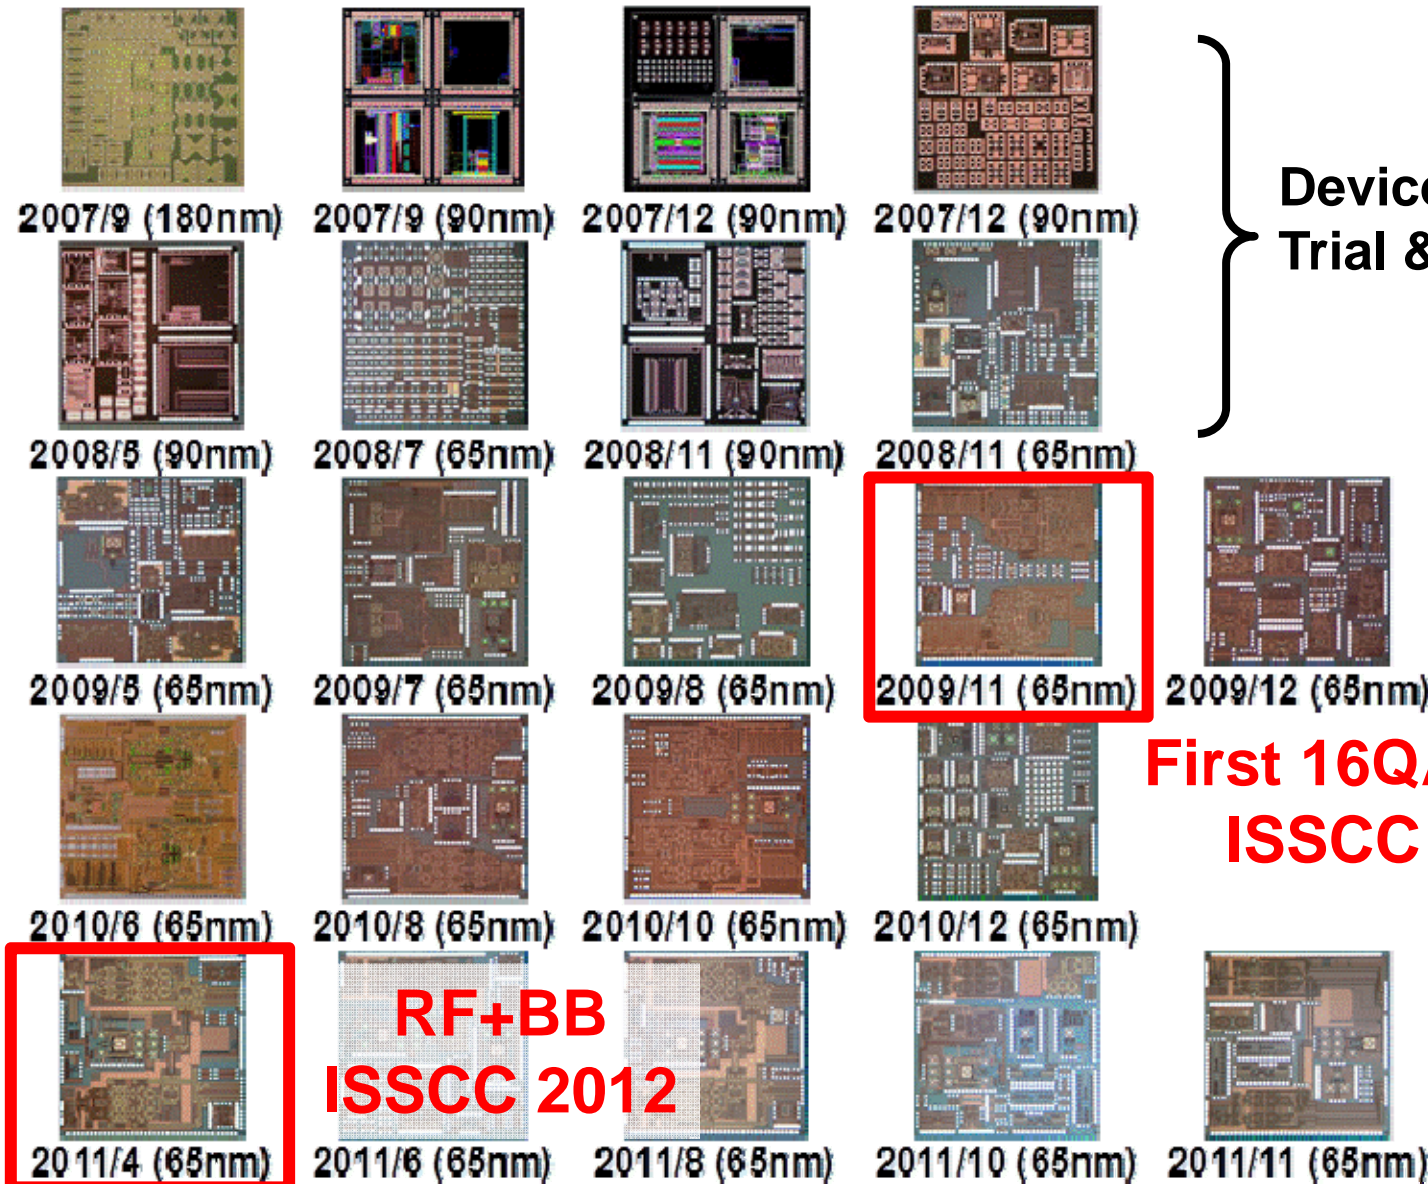 2007/9 (180nm) 2007/9 (90nm) 2007/12 (90nm) 2007/12 (90nm)
Device
Trial &
2008/5 (90nm) 2008/7 (65nm) 2008/11 (90nm) 2008/11 (65nm)
2009/5 (65nm) 2009/7 (65nm) 2009/8 (65nm) 2009/11 (65nm) 2009/12 (65nm)
First 16Q
ISSCC
2010/6 (65nm) 2010/8 (65nm) 2010/10 (65nm) 2010/12 (65nm)
RF+BB
ISSCC 2012
2011/4 (65nm) 2011/6 (65nm) 2011/8 (65nm) 2011/10 (65nm) 2011/11 (65nm)